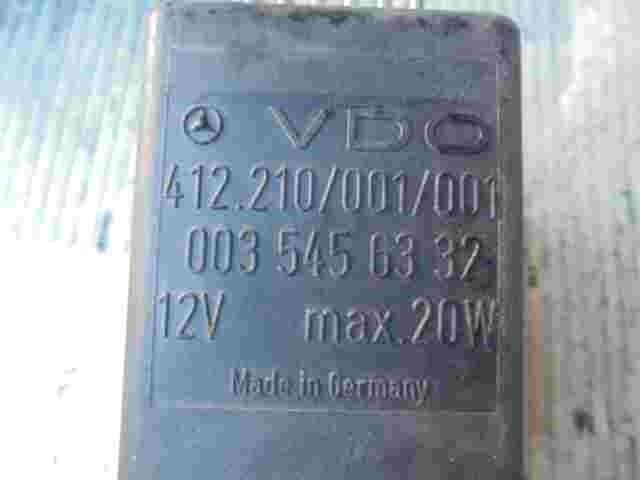 VDO
412.210/001/001
003 545 63 32
12V max.20W
Made in Germany